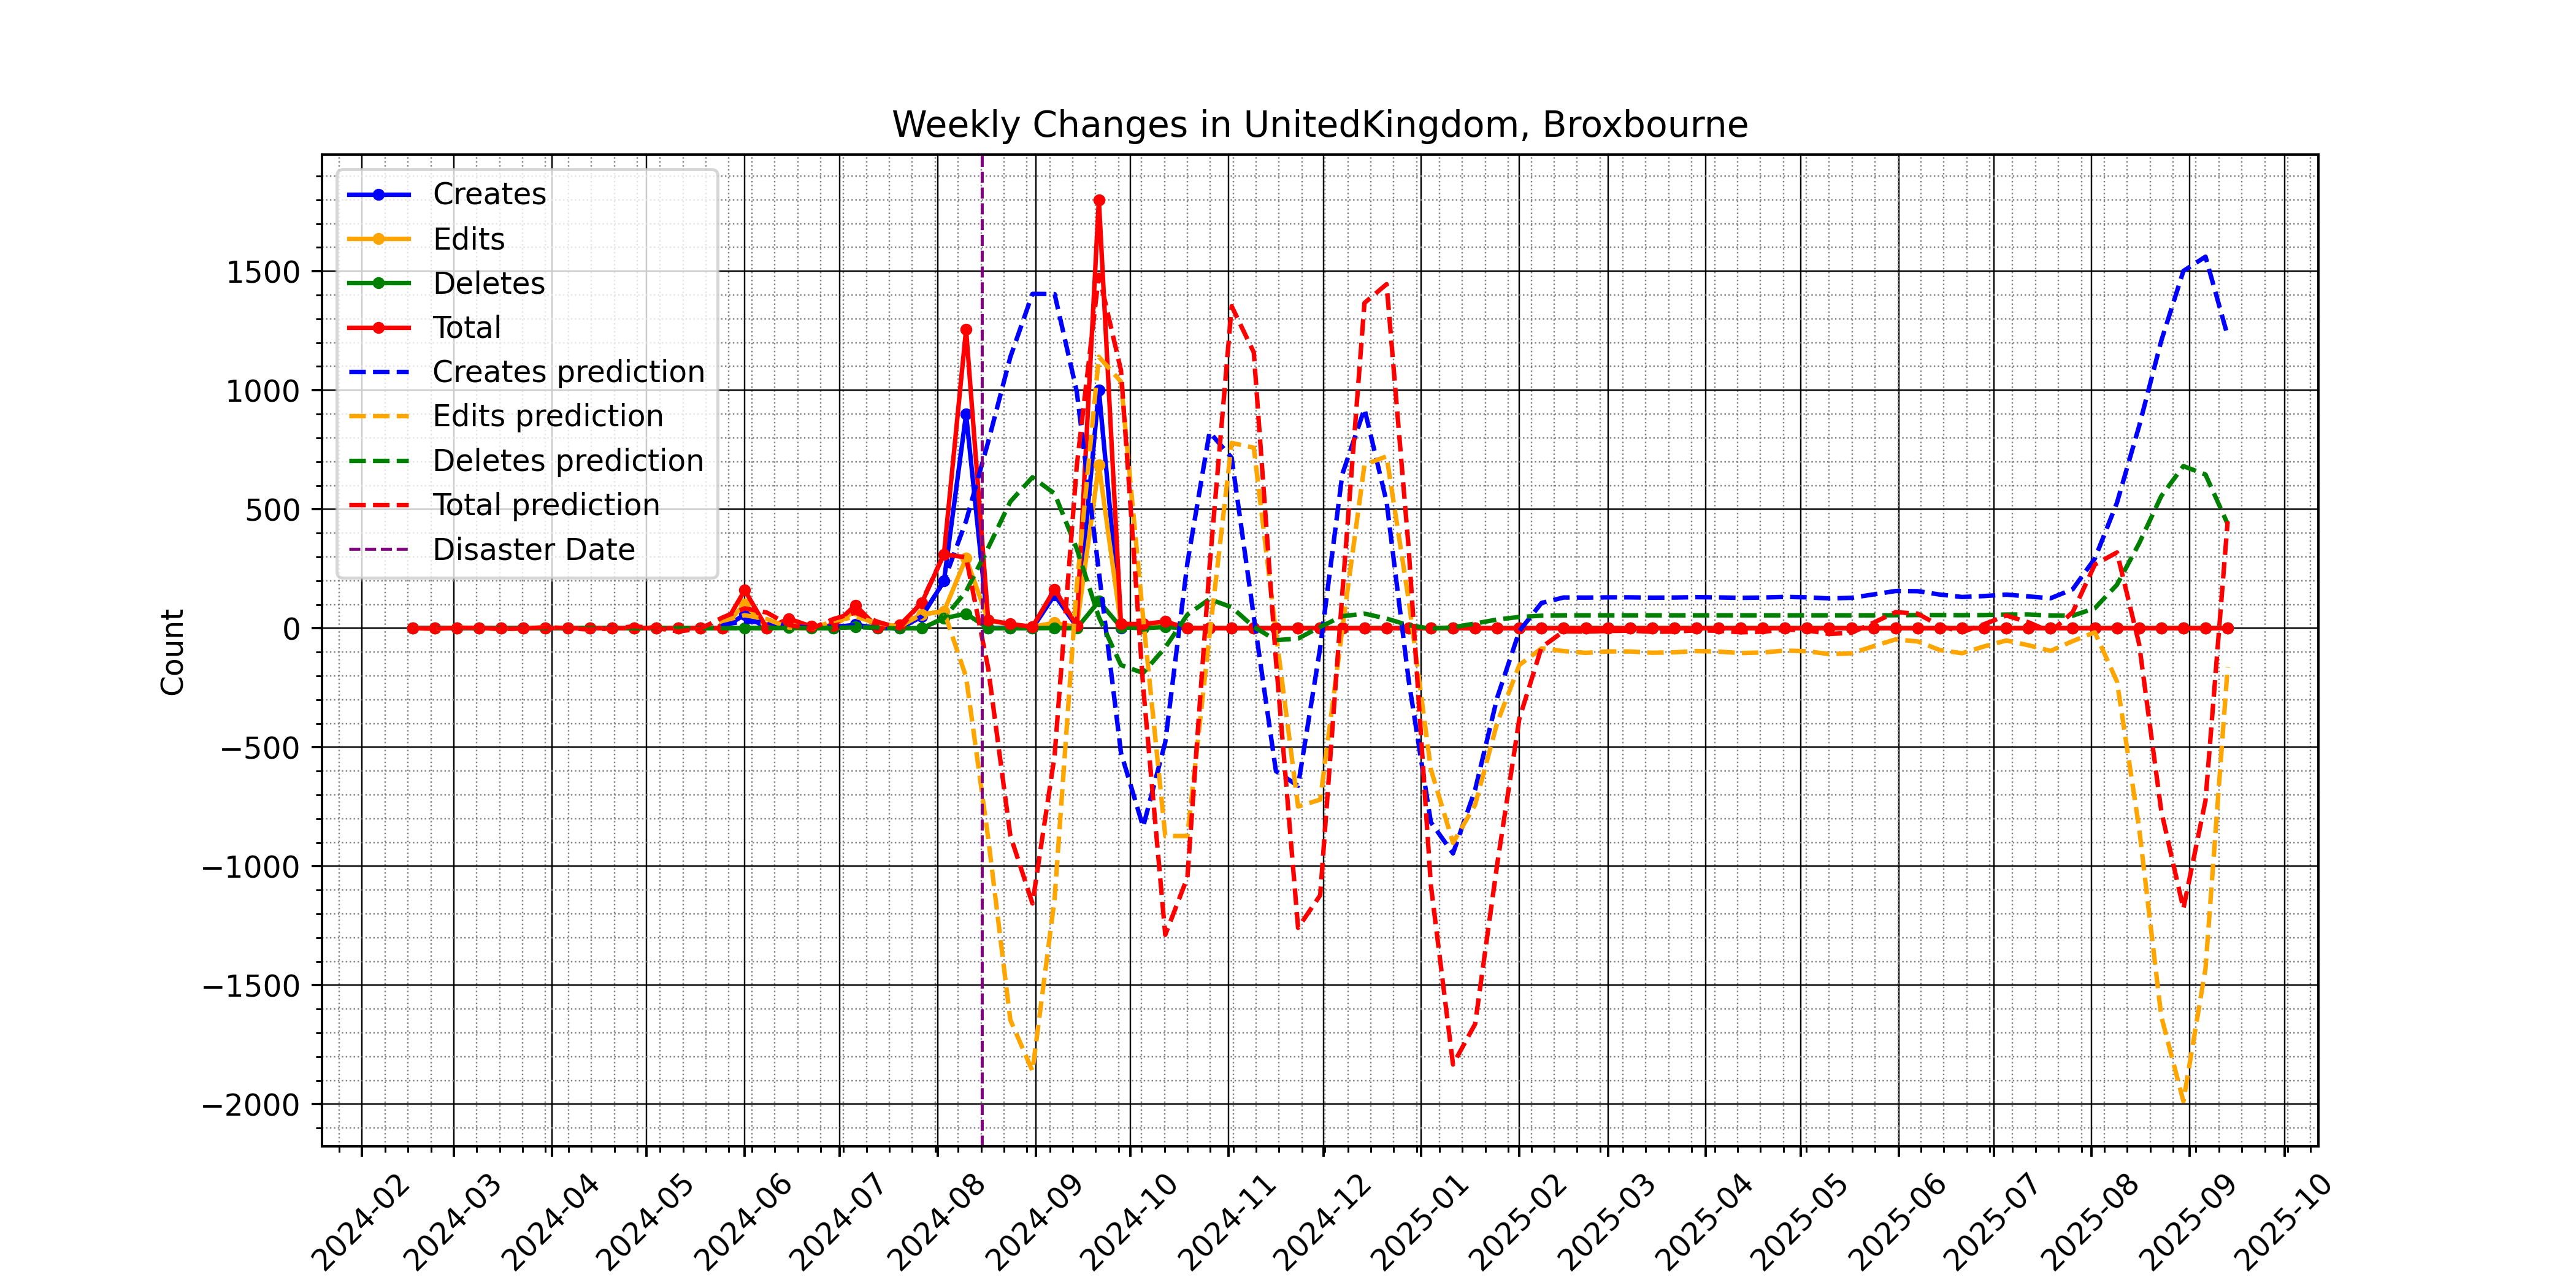 Weekly Changes in UnitedKingdom, Broxbourne
Creates
Edits
Deletes
Total
Creates prediction
Edits prediction
Deletes prediction
Total prediction
Disaster Date
Count
1500
1000
500
0
−500
−1000
−1500
−2000
2024-02
2024-03
2024-04
2024-05
2024-06
2024-07
2024-08
2024-09
2024-10
2024-11
2024-12
2025-01
2025-02
2025-03
2025-04
2025-05
2025-06
2025-07
2025-08
2025-09
2025-10